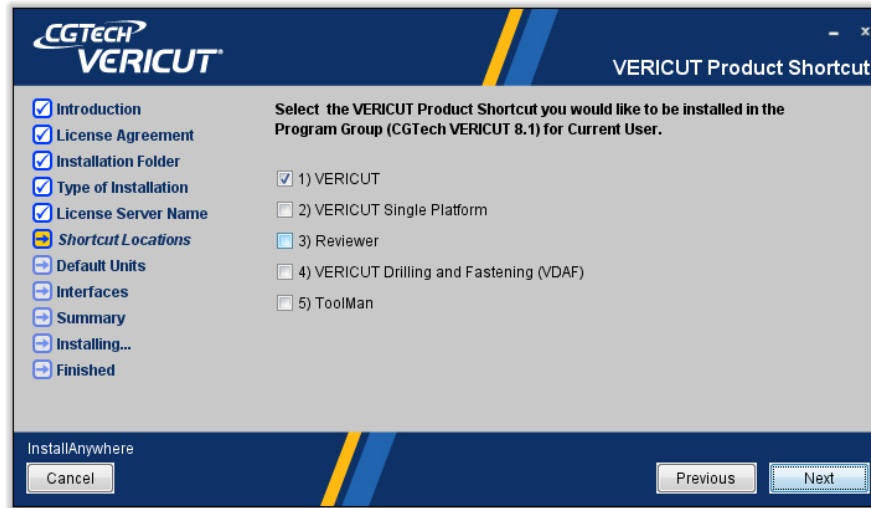 CGTECH
VERICUT
VERICUT Product Shortcut
Introduction
License Agreement
Installation Folder
Type of Installation
License Server Name
Shortcut Locations
Default Units
Interfaces
Summary
Installing...
Finished
Select the VERICUT Product Shortcut you would like to be installed in the
Program Group (CGTech VERICUT 8.1) for Current User.
1) VERICUT
2) VERICUT Single Platform
3) Reviewer
4) VERICUT Drilling and Fastening (VDAF)
5) ToolMan
InstallAnywhere
Cancel
Previous
Next